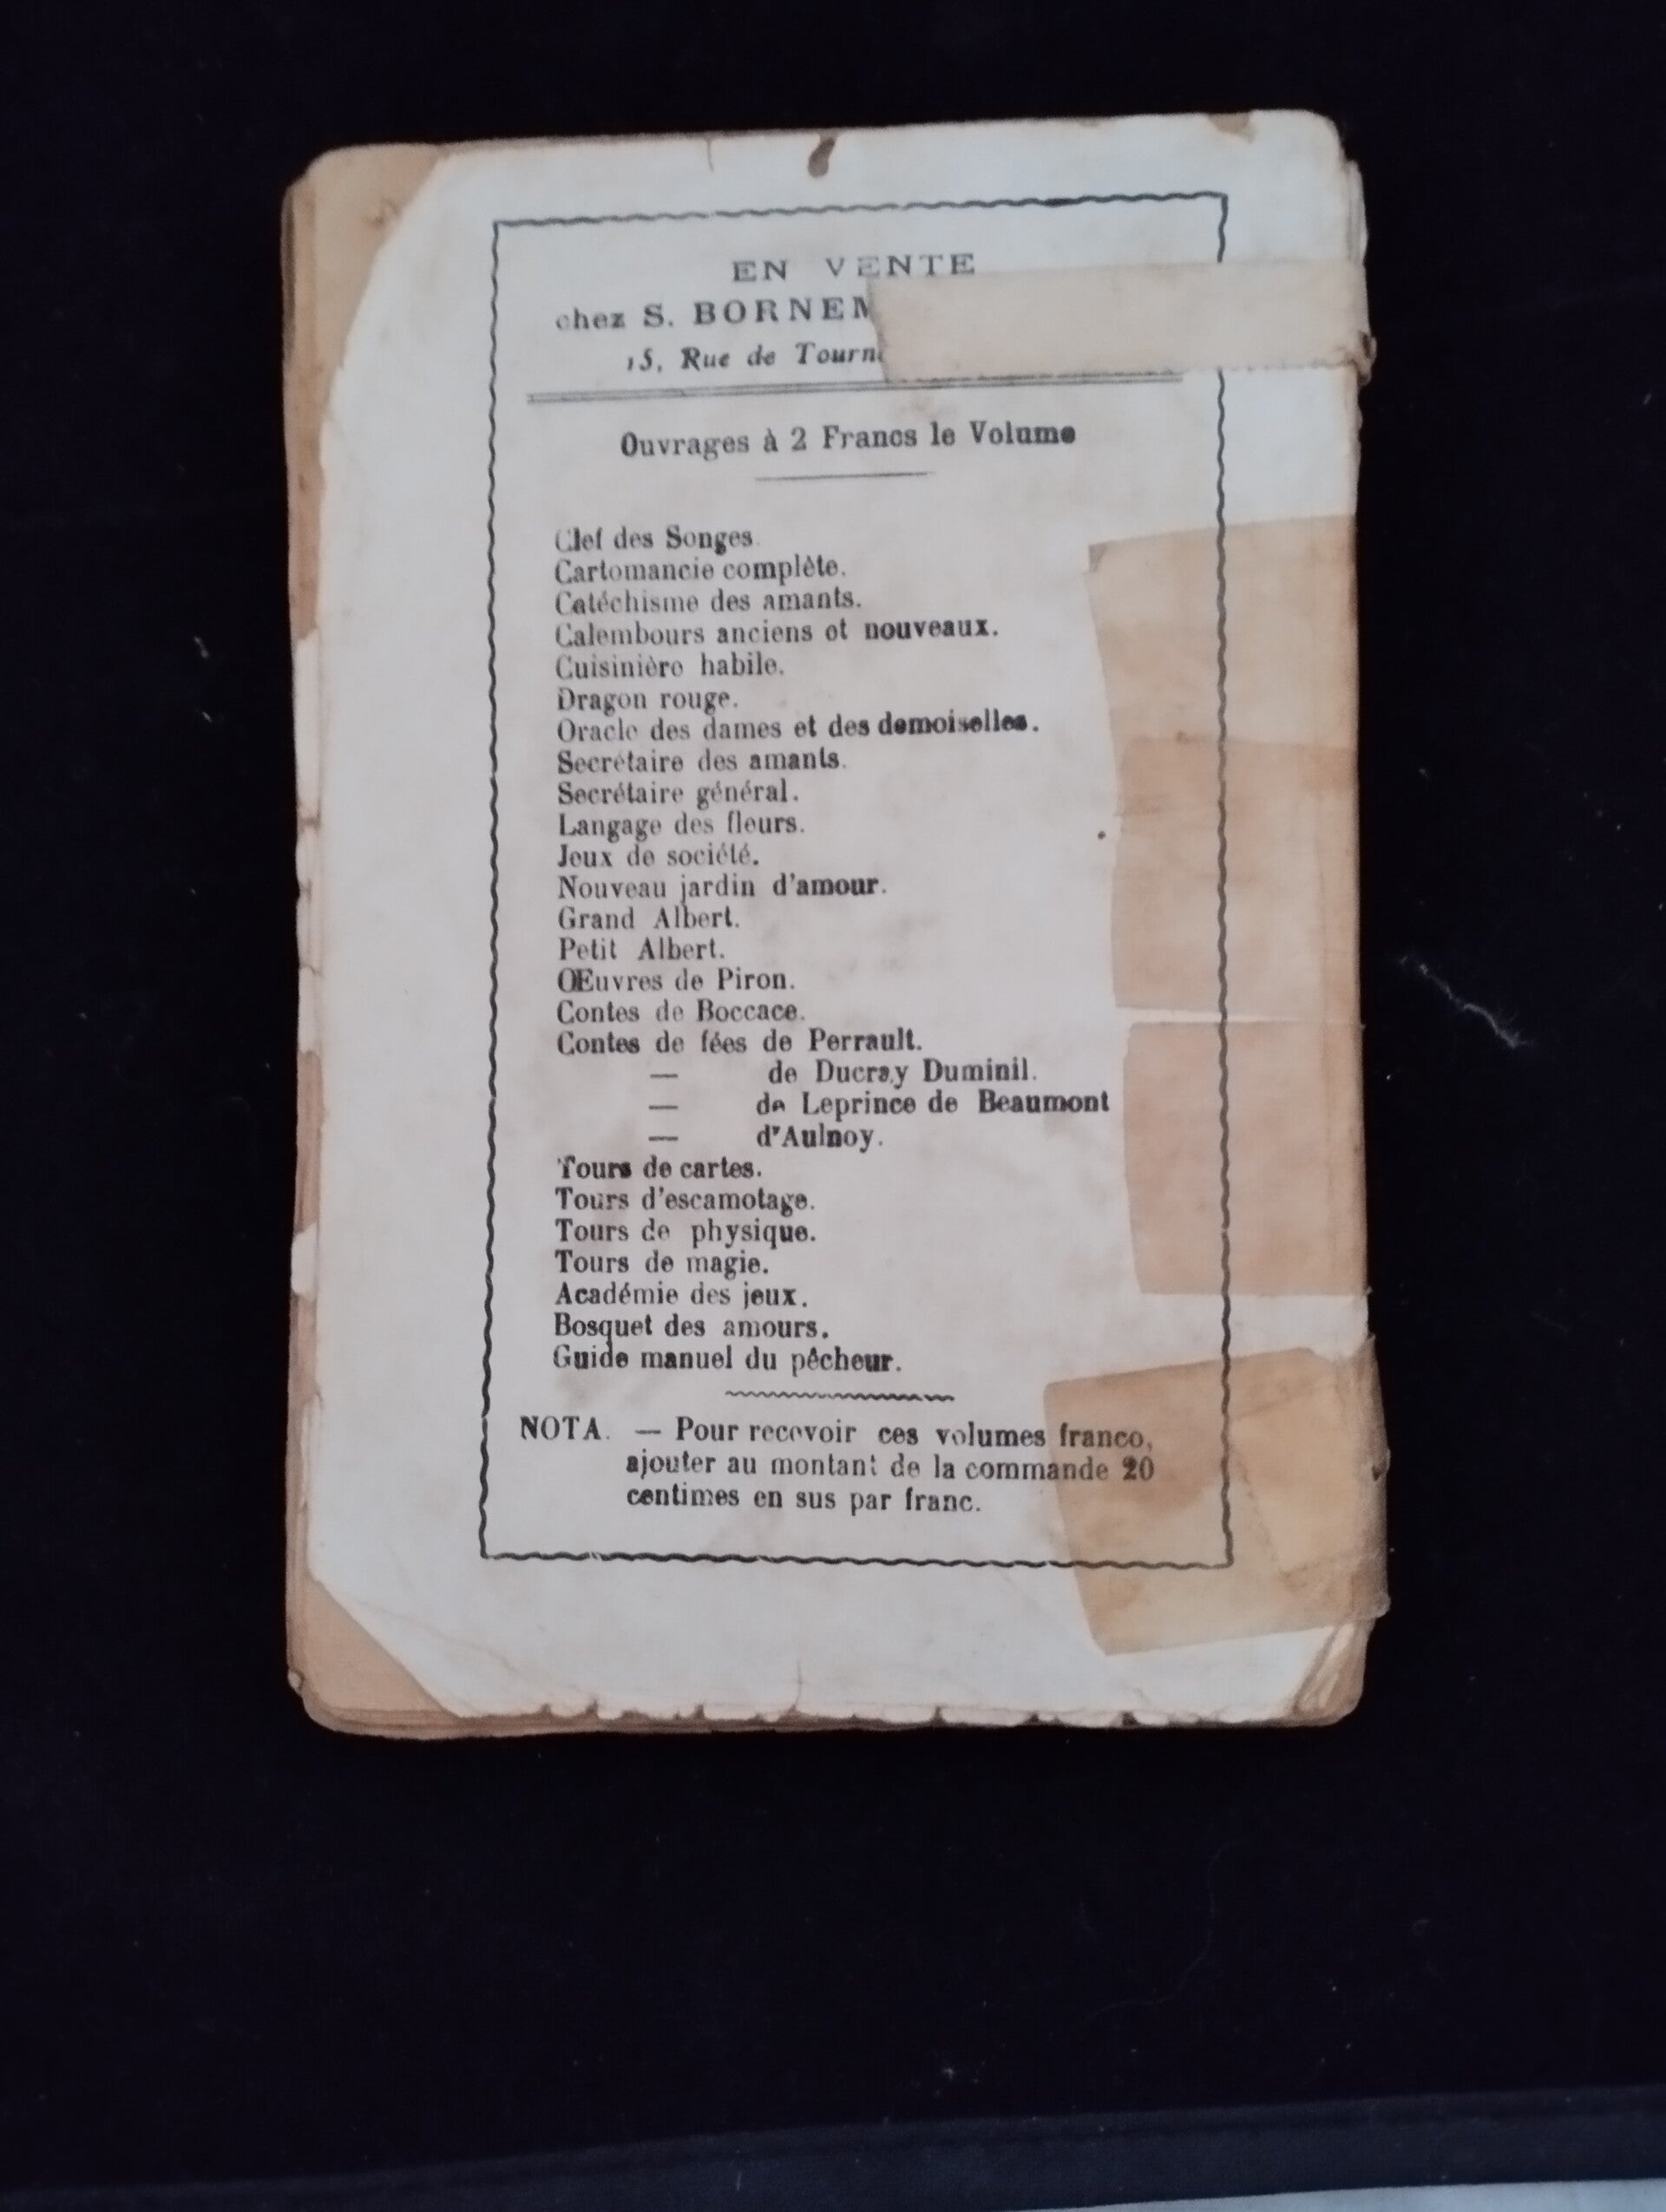 EN VENTE
chez S. BORNEM
15, Rue de Tourn
Ouvrages à 2 Francs le Volume
Clef des Songes.
Cartomancie complète.
Catéchisme des amants.
Calembours anciens et nouveaux.
Cuisinière habile.
Dragon rouge.
Oracle des dames et des demoiselles.
Secrétaire des amants.
Secrétaire général.
Langage des fleurs.
Jeux de société.
Nouveau jardin d'amour.
Grand Albert.
Petit Albert.
Œuvres de Piron.
Contes de Boccace.
Contes de fées de Perrault.
— de Ducray Duminil.
— de Leprince de Beaumont
— d'Aulnoy.
Tours de cartes.
Tours d'escamotage.
Tours de physique.
Tours de magie.
Académie des jeux.
Bosquet des amours.
Guide manuel du pêcheur.
NOTA. — Pour recevoir ces volumes franco,
ajouter au montant de la commande 20
centimes en sus par franc.